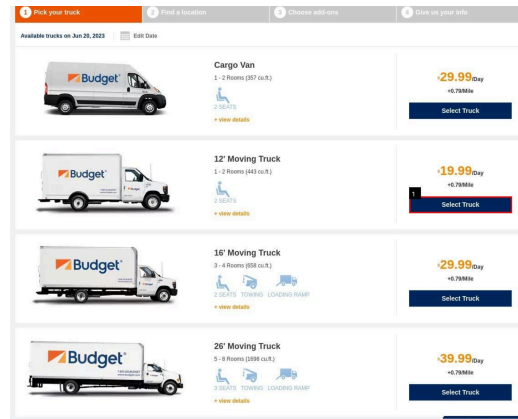 1 Pick your truck
2 Find a location
3 Choose add-ons
4 Give us your info
Available trucks on Jun 20, 2023 Edit Date
Budget
Cargo Van
1 - 2 Rooms (357 cu.ft.)
2 SEATS
+ view details
$29.99/Day
+0.79/Mile
Select Truck
Budget
12' Moving Truck
1 - 2 Rooms (443 cu.ft.)
2 SEATS
+ view details
$19.99/Day
+0.79/Mile
1
Select Truck
Budget
16' Moving Truck
3 - 4 Rooms (658 cu.ft.)
2 SEATS TOWING LOADING RAMP
+ view details
$29.99/Day
+0.79/Mile
Select Truck
Budget
26' Moving Truck
5 - 8 Rooms (1698 cu.ft.)
3 SEATS TOWING LOADING RAMP
+ view details
$39.99/Day
+0.79/Mile
Select Truck